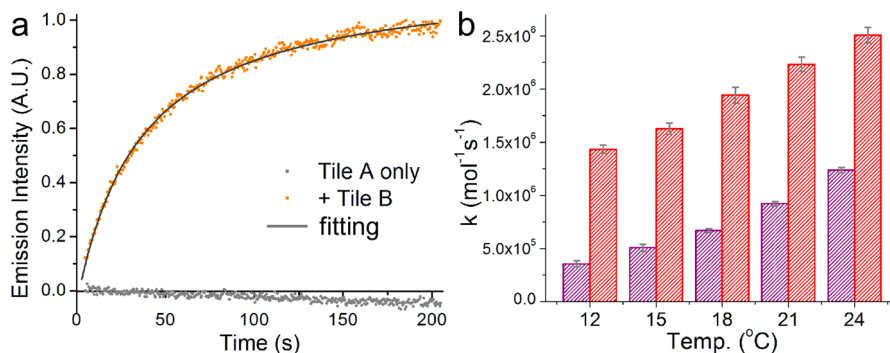 a
Emission Intensity (A.U.)
1.0
0.8
0.6
0.4
0.2
0.0
Tile A only
+ Tile B
fitting
0
50
100
150
200
Time (s)
b
k (mol⁻¹s⁻¹)
2.5x10⁶
2.0x10⁶
1.5x10⁶
1.0x10⁶
5.0x10⁵
0.0
12
15
18
21
24
Temp. (°C)